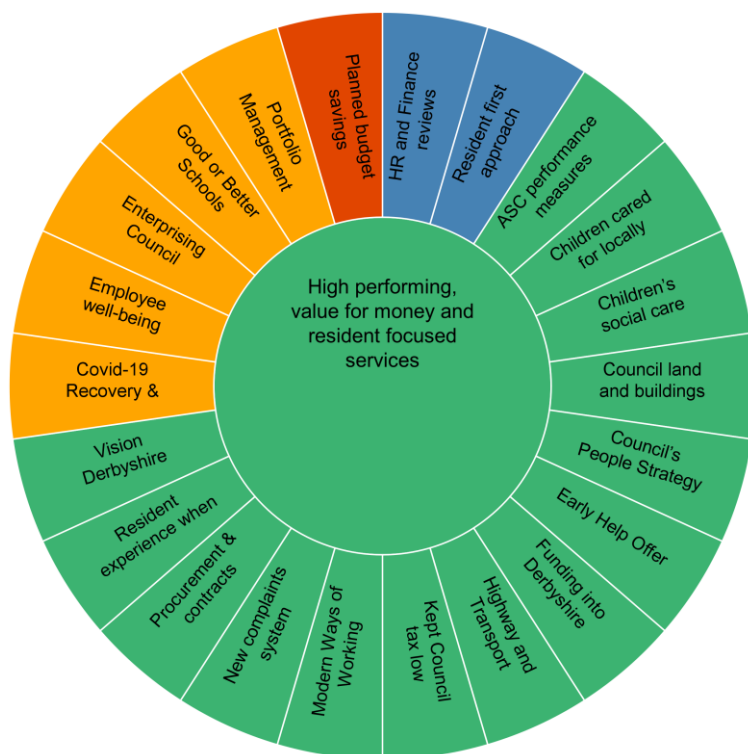 High performing,
value for money and
resident focused
services
HR and Finance
reviews
Resident first
approach
ASC performance
measures
Children cared
for locally
Children's
social care
Council land
and buildings
Council's
People Strategy
Early Help Offer
Funding into
Derbyshire
Highway and
Transport
Kept Council
tax low
Modern Ways of
Working
New complaints
system
Procurement &
contracts
Resident
experience when
Vision
Derbyshire
Covid-19
Recovery &
Employee
well-being
Enterprising
Council
Good or Better
Schools
Portfolio
Management
Planned budget
savings